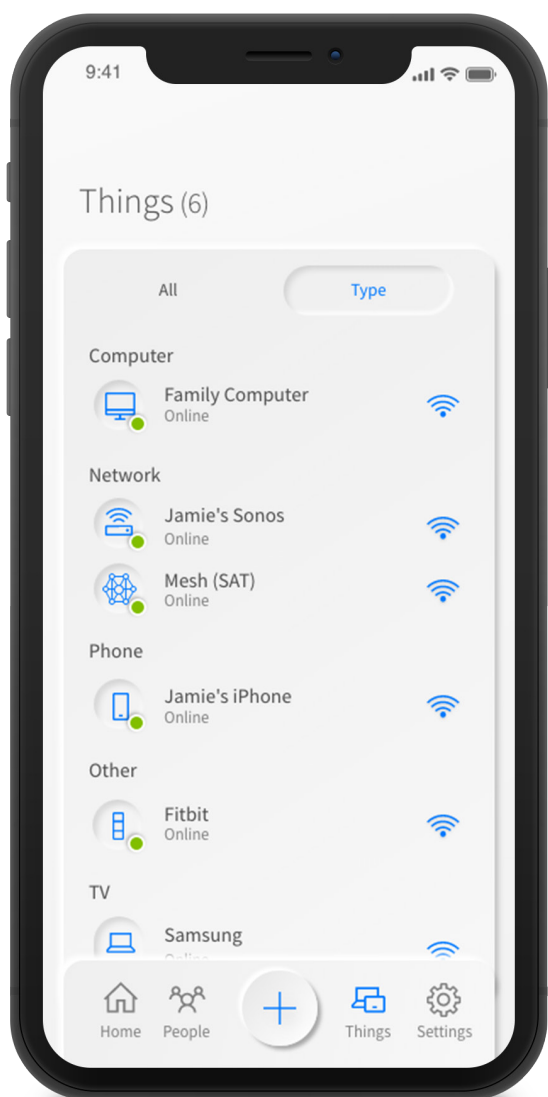 9:41
Things (6)
All
Type
Computer
Family Computer
Online
Network
Jamie's Sonos
Online
Mesh (SAT)
Online
Phone
Jamie's iPhone
Online
Other
Fitbit
Online
TV
Samsung
Home
People
Things
Settings